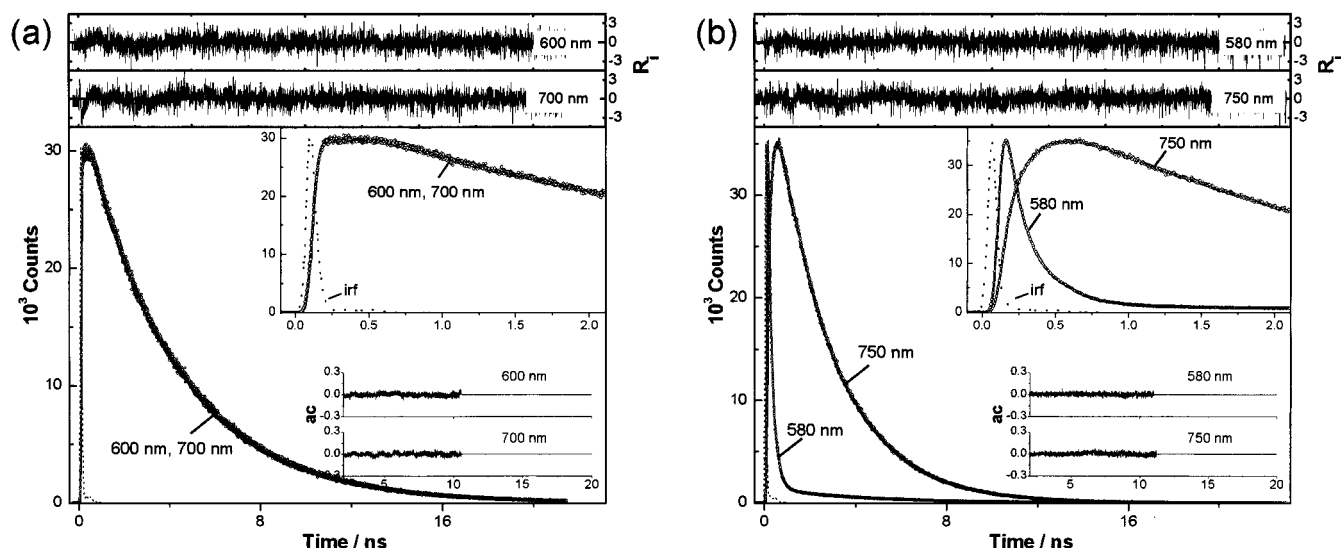 (a)
3
600 nm
0
-3
3
700 nm
0
-3
R_i
30
20
10
0
10³ Counts
30
20
10
0
600 nm, 700 nm
irf
0.0 0.5 1.0 1.5 2.0
600 nm, 700 nm
ac
0.3
0.0
-0.3
600 nm
0.3
0.0
-0.3
700 nm
5 10 15 20
0 8 16
Time / ns
(b)
3
580 nm
0
-3
3
750 nm
0
-3
R_i
30
20
10
0
10³ Counts
30
20
10
0
750 nm
580 nm
irf
0.0 0.5 1.0 1.5 2.0
750 nm
580 nm
ac
0.3
0.0
-0.3
580 nm
0.3
0.0
-0.3
750 nm
5 10 15 20
0 4 8 16
Time / ns